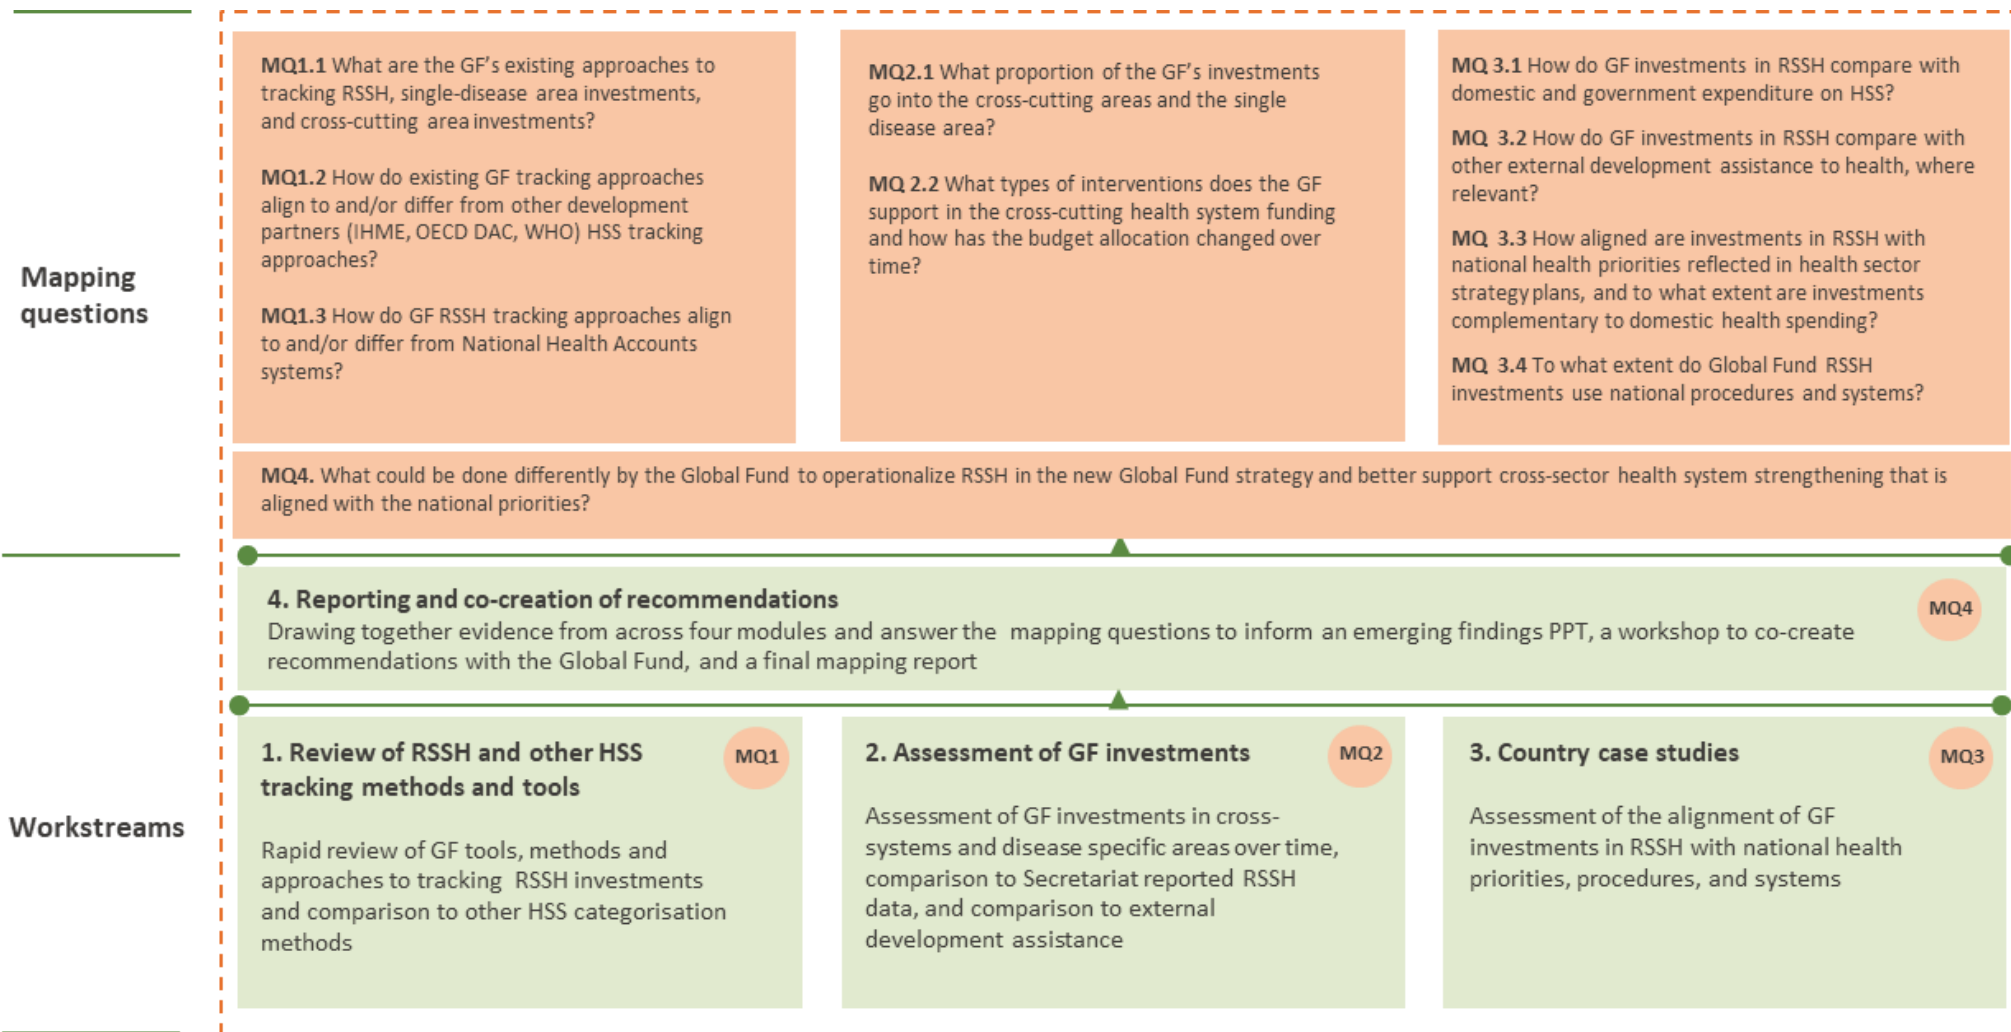 Mapping
questions
MQ1.1 What are the GF's existing approaches to
tracking RSSH, single-disease area investments,
and cross-cutting area investments?
MQ1.2 How do existing GF tracking approaches
align to and/or differ from other development
partners (IHME, OECD DAC, WHO) HSS tracking
approaches?
MQ1.3 How do GF RSSH tracking approaches align
to and/or differ from National Health Accounts
systems?
MQ2.1 What proportion of the GF's investments
go into the cross-cutting areas and the single
disease area?
MQ 2.2 What types of interventions does the GF
support in the cross-cutting health system funding
and how has the budget allocation changed over
time?
MQ 3.1 How do GF investments in RSSH compare with
domestic and government expenditure on HSS?
MQ 3.2 How do GF investments in RSSH compare with
other external development assistance to health, where
relevant?
MQ 3.3 How aligned are investments in RSSH with
national health priorities reflected in health sector
strategy plans, and to what extent are investments
complementary to domestic health spending?
MQ 3.4 To what extent do Global Fund RSSH
investments use national procedures and systems?
MQ4. What could be done differently by the Global Fund to operationalize RSSH in the new Global Fund strategy and better support cross-sector health system strengthening that is
aligned with the national priorities?
Workstreams
4. Reporting and co-creation of recommendations
MQ4
Drawing together evidence from across four modules and answer the mapping questions to inform an emerging findings PPT, a workshop to co-create
recommendations with the Global Fund, and a final mapping report
1. Review of RSSH and other HSS
tracking methods and tools
MQ1
Rapid review of GF tools, methods and
approaches to tracking RSSH investments
and comparison to other HSS categorisation
methods
2. Assessment of GF investments
MQ2
Assessment of GF investments in cross-
systems and disease specific areas over time,
comparison to Secretariat reported RSSH
data, and comparison to external
development assistance
3. Country case studies
MQ3
Assessment of the alignment of GF
investments in RSSH with national health
priorities, procedures, and systems